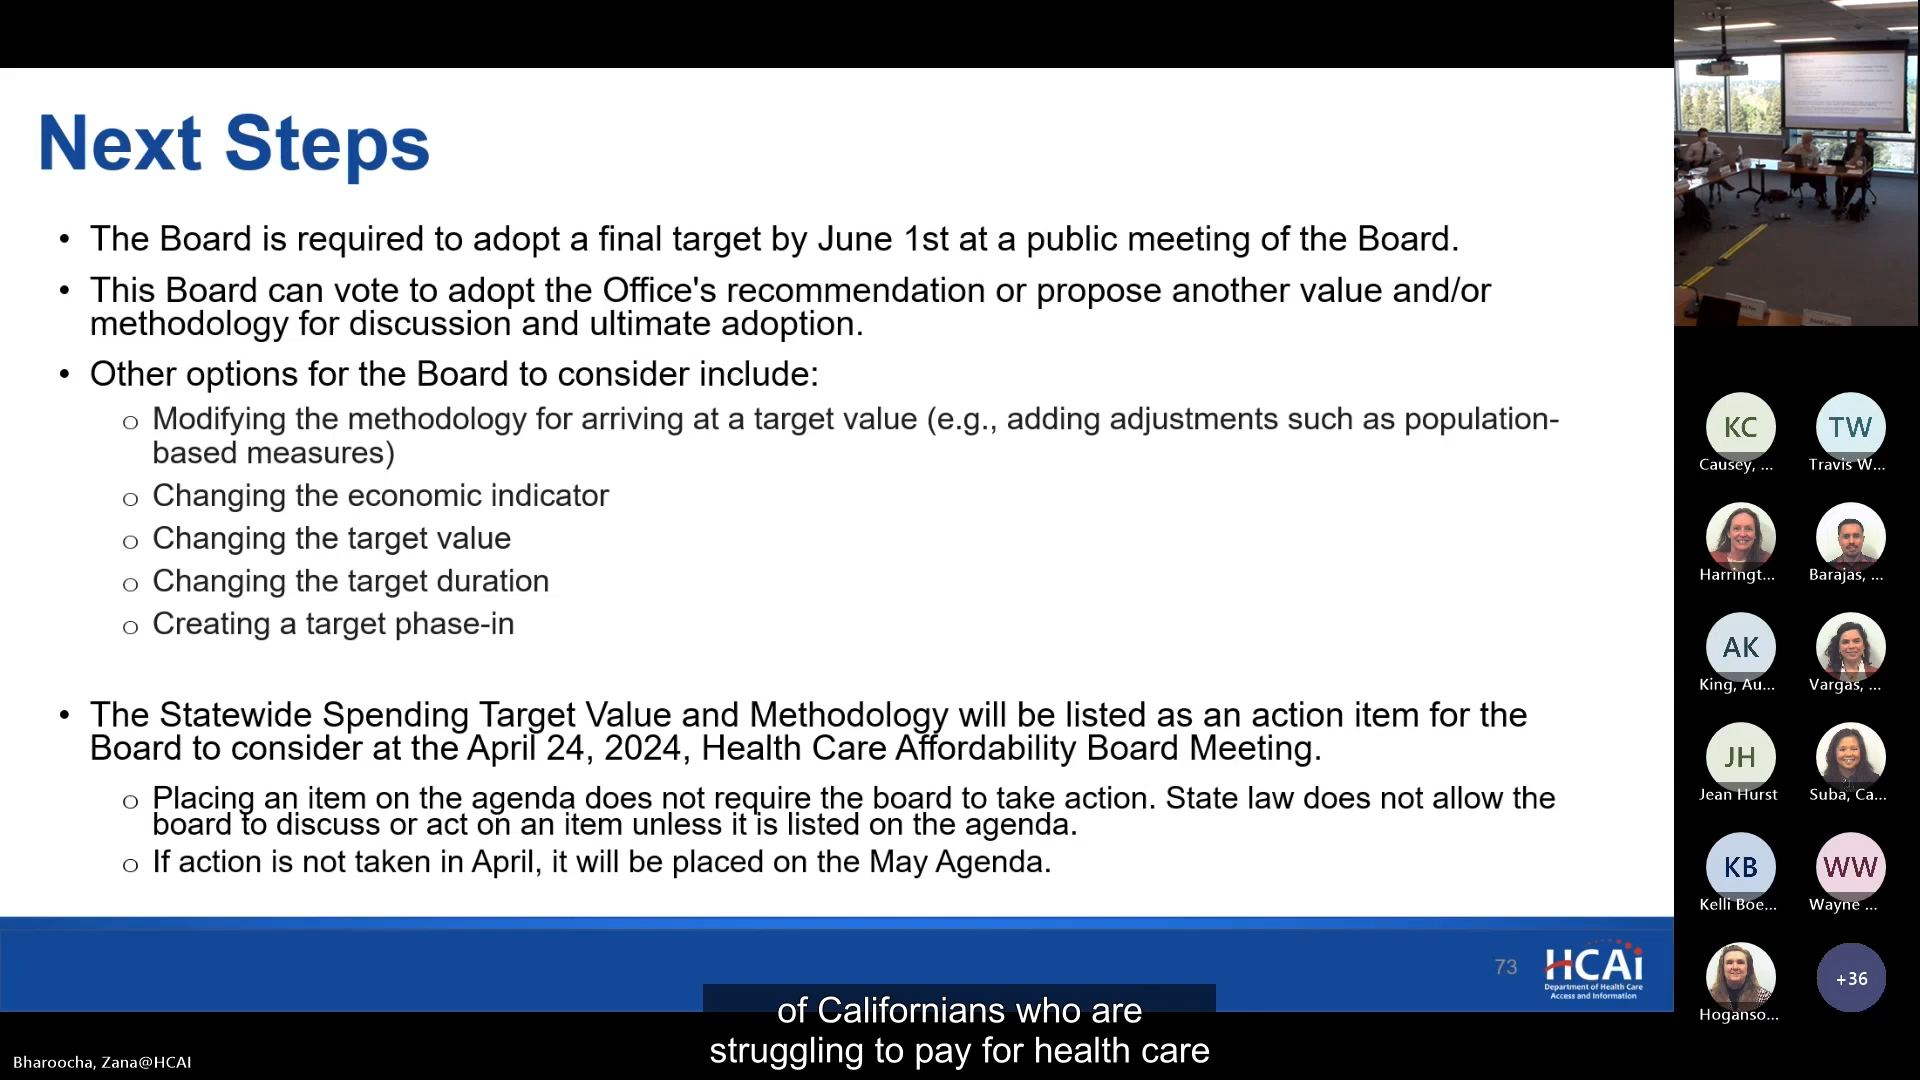 Next Steps
• The Board is required to adopt a final target by June 1st at a public meeting of the Board.
• This Board can vote to adopt the Office's recommendation or propose another value and/or
methodology for discussion and ultimate adoption.
• Other options for the Board to consider include:
o Modifying the methodology for arriving at a target value (e.g., adding adjustments such as population-
based measures)
o Changing the economic indicator
o Changing the target value
o Changing the target duration
o Creating a target phase-in
• The Statewide Spending Target Value and Methodology will be listed as an action item for the
Board to consider at the April 24, 2024, Health Care Affordability Board Meeting.
o Placing an item on the agenda does not require the board to take action. State law does not allow the
board to discuss or act on an item unless it is listed on the agenda.
o If action is not taken in April, it will be placed on the May Agenda.
73
HCAi
Department of Health Care
Access and Information
of Californians who are
struggling to pay for health care
Bharoocha, Zana@HCAI
KC
Causey, ...
TW
Travis W...
Harringt...
Barajas, ...
AK
King, Au...
Vargas, ...
JH
Jean Hurst
Suba, Ca...
KB
Kelli Boe...
WW
Wayne ...
Hoganso...
+36